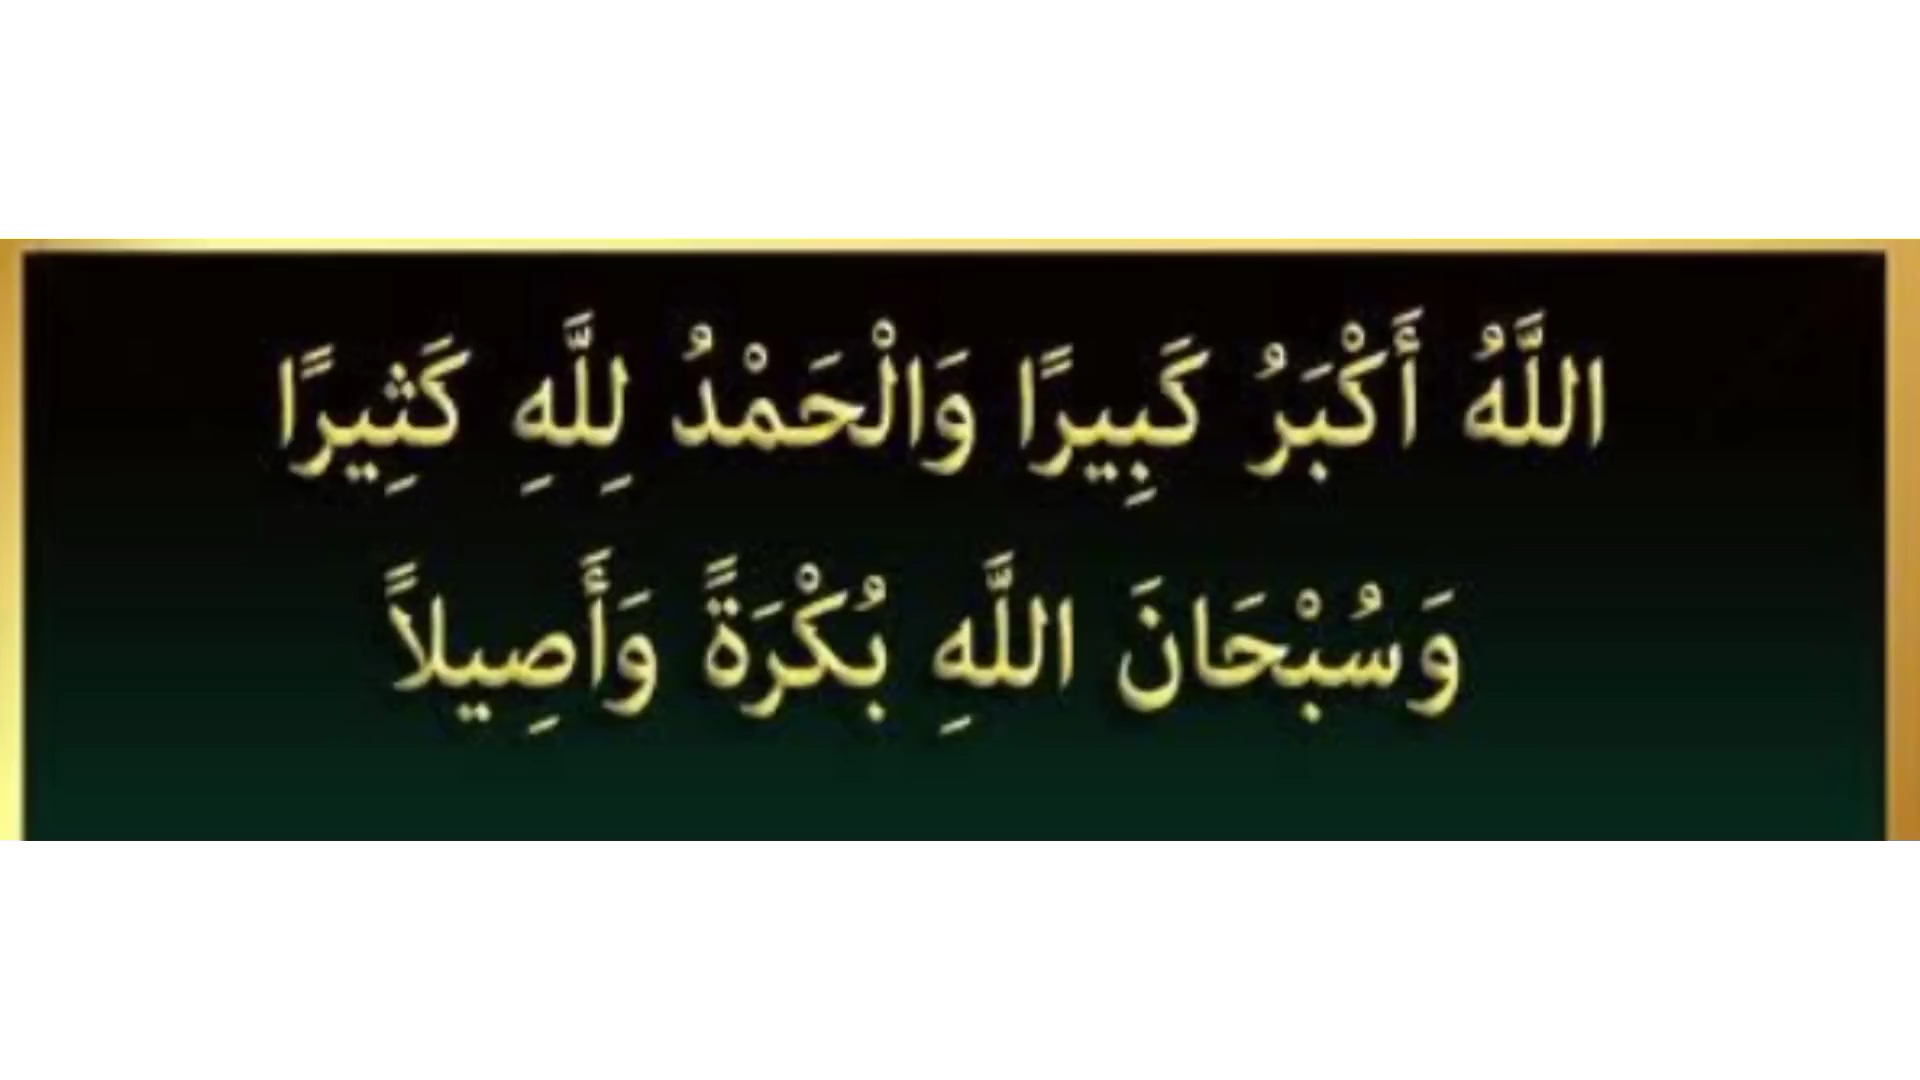 اللَّهُ أَكْبَرُ كَبِيرًا وَالْحَمْدُ لِلَّهِ كَثِيرًا
وَسُبْحَانَ اللَّهِ بُكْرَةً وَأَصِيلاً